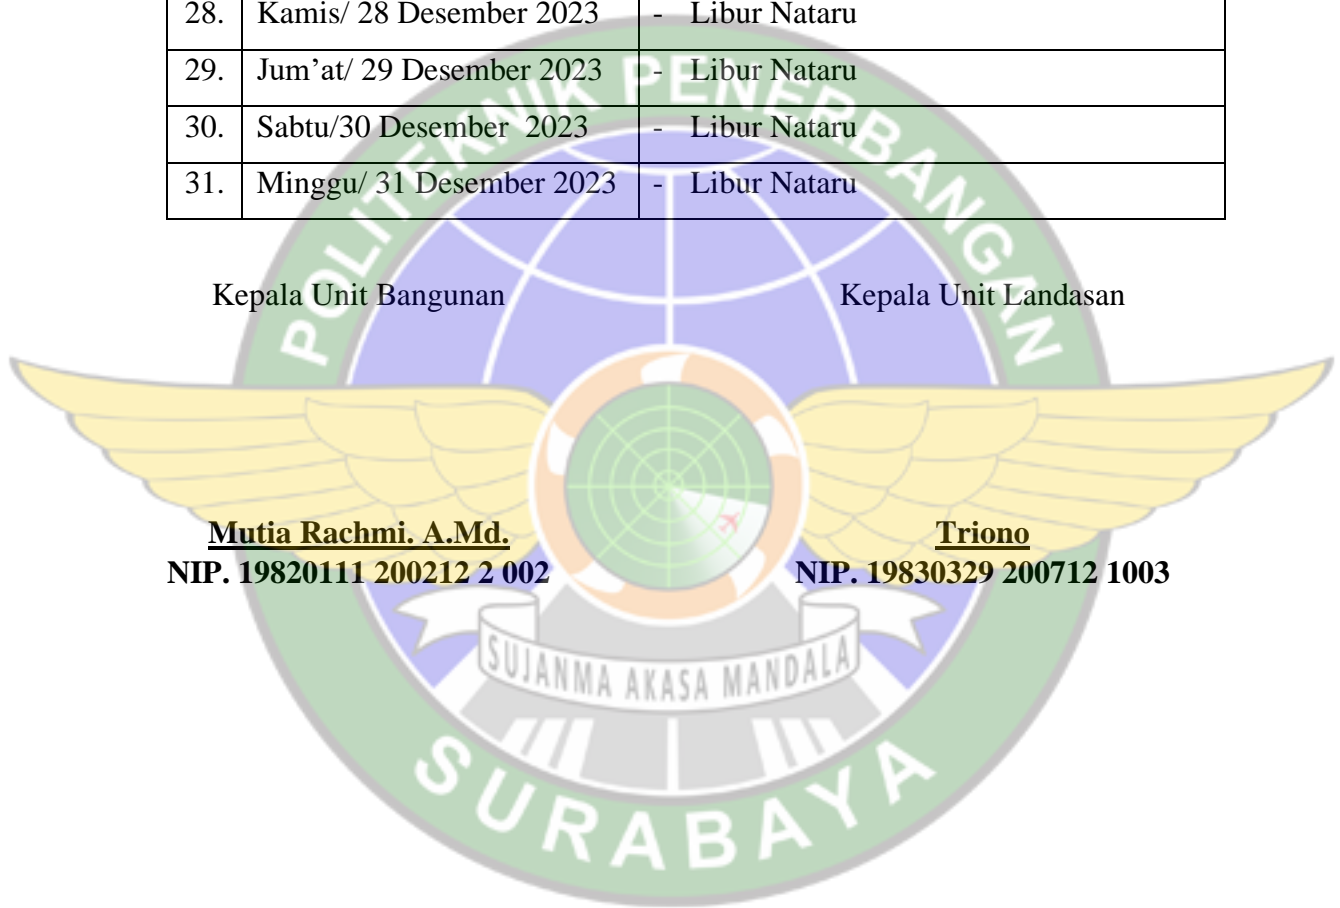 28. Kamis/ 28 Desember 2023 - Libur Nataru
29. Jum’at/ 29 Desember 2023 - Libur Nataru
30. Sabtu/30 Desember  2023 - Libur Nataru
31. Minggu/ 31 Desember 2023 - Libur Nataru
Kepala Unit Bangunan Kepala Unit Landasan
Mutia Rachmi. A.Md. Triono
NIP. 19820111 200212 2 002 NIP. 19830329 200712 1003
POLITEKNIK PENERBANGAN
SUJANMA AKASA MANDALA
SURABAYA